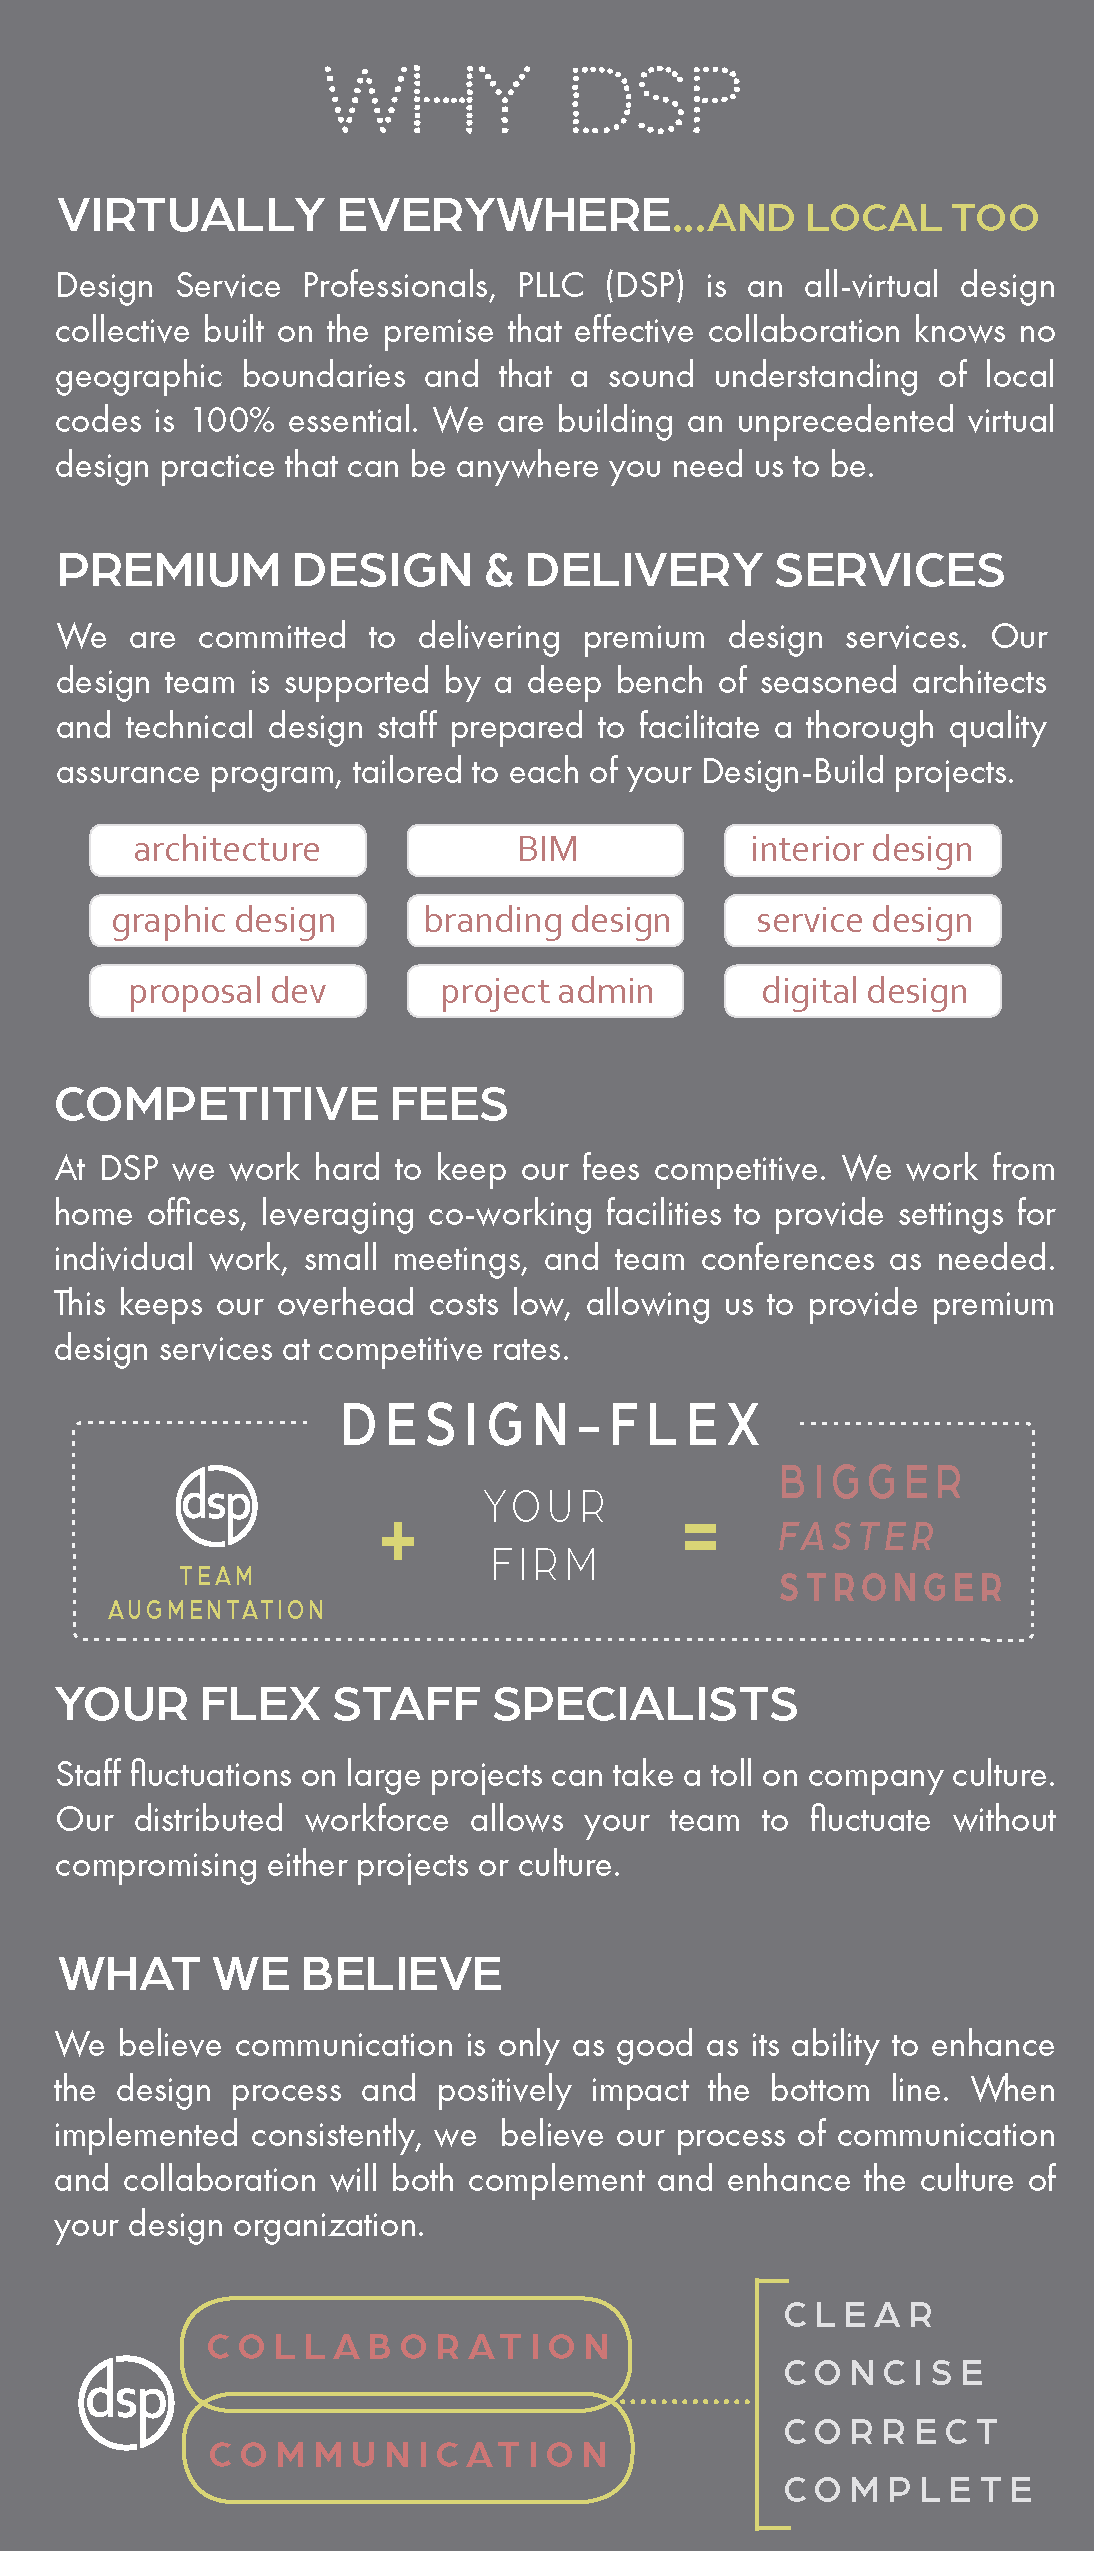 WHY DSP
VIRTUALLY EVERYWHERE...AND LOCAL TOO
Design Service Professionals, PLLC (DSP) is an all-virtual design
collective built on the premise that effective collaboration knows no
geographic boundaries and that a sound understanding of local
codes is 100% essential. We are building an unprecedented virtual
design practice that can be anywhere you need us to be.
PREMIUM DESIGN & DELIVERY SERVICES
We are committed to delivering premium design services. Our
design team is supported by a deep bench of seasoned architects
and technical design staff prepared to facilitate a thorough quality
assurance program, tailored to each of your Design-Build projects.
architecture BIM interior design
graphic design branding design service design
proposal dev project admin digital design
COMPETITIVE FEES
At DSP we work hard to keep our fees competitive. We work from
home offices, leveraging co-working facilities to provide settings for
individual work, small meetings, and team conferences as needed.
This keeps our overhead costs low, allowing us to provide premium
design services at competitive rates.
DESIGN-FLEX
dsp
TEAM
AUGMENTATION
+
YOUR
FIRM
=
BIGGER
FASTER
STRONGER
YOUR FLEX STAFF SPECIALISTS
Staff fluctuations on large projects can take a toll on company culture.
Our distributed workforce allows your team to fluctuate without
compromising either projects or culture.
WHAT WE BELIEVE
We believe communication is only as good as its ability to enhance
the design process and positively impact the bottom line. When
implemented consistently, we believe our process of communication
and collaboration will both complement and enhance the culture of
your design organization.
dsp
COLLABORATION
COMMUNICATION
CLEAR
CONCISE
CORRECT
COMPLETE